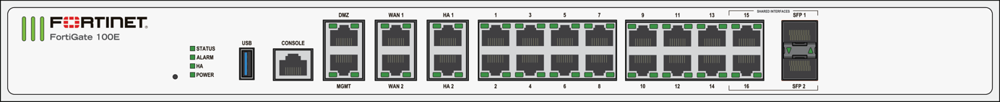 FORTINET®
FortiGate 100E
STATUS
ALARM
HA
POWER
USB
CONSOLE
DMZ
MGMT
WAN 1
WAN 2
HA 1
HA 2
1 3 5 7
2 4 6 8
9 11 13 15
10 12 14 16
SHARED INTERFACES
SFP 1
SFP 2